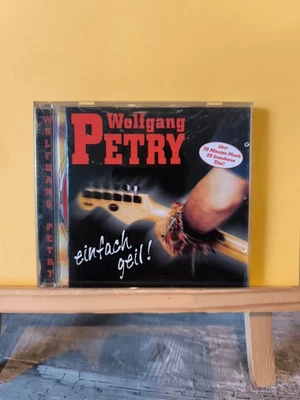 WOLFGANG PETRY
Wolfgang
PETRY
über
70 Minuten Musik
20 brandneue
Titel!
einfach
geil!